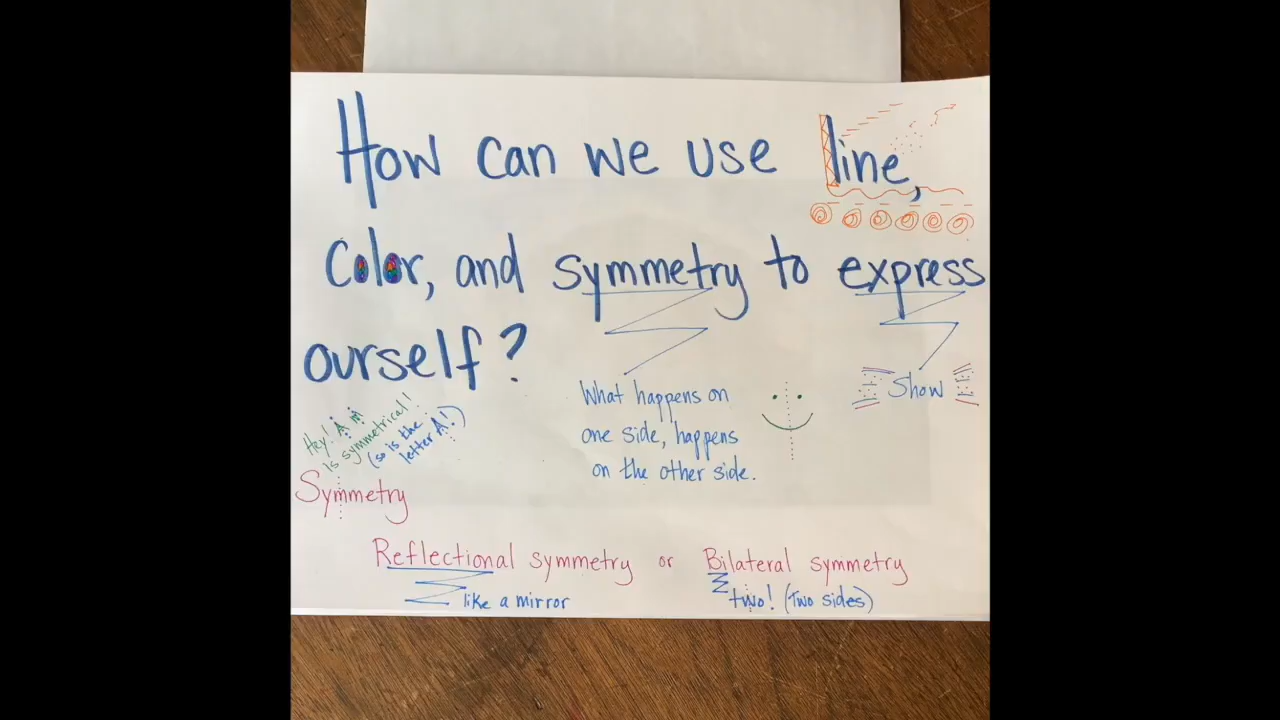 How can we use line,
Color, and symmetry to express
ourself?
What happens on
one side, happens
on the other side.
Show
Hey! A m
is symmetrical!
(so is the
letter A!)
Symmetry
Reflectional symmetry or Bilateral symmetry
like a mirror
two! (Two sides)